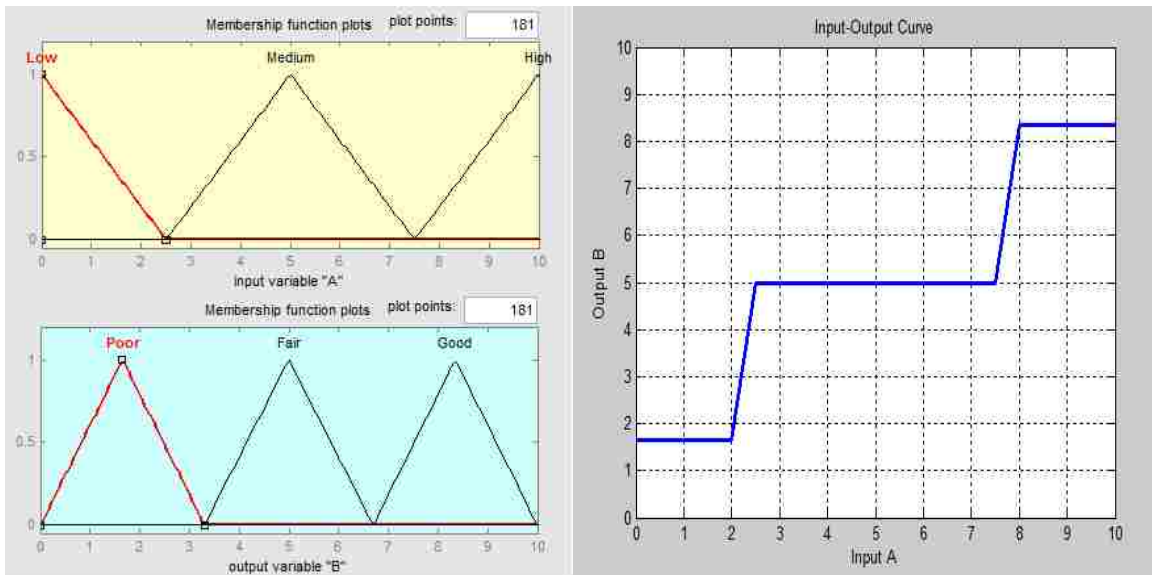 Membership function plots plot points: 181
Low Medium High
1
0.5
0
0 1 2 3 4 5 6 7 8 9 10
input variable "A"
Membership function plots plot points: 181
Poor Fair Good
1
0.5
0
0 1 2 3 4 5 6 7 8 9 10
output variable "B"
Input-Output Curve
10
9
8
7
6
5
4
3
2
1
0
Output B
0 1 2 3 4 5 6 7 8 9 10
Input A